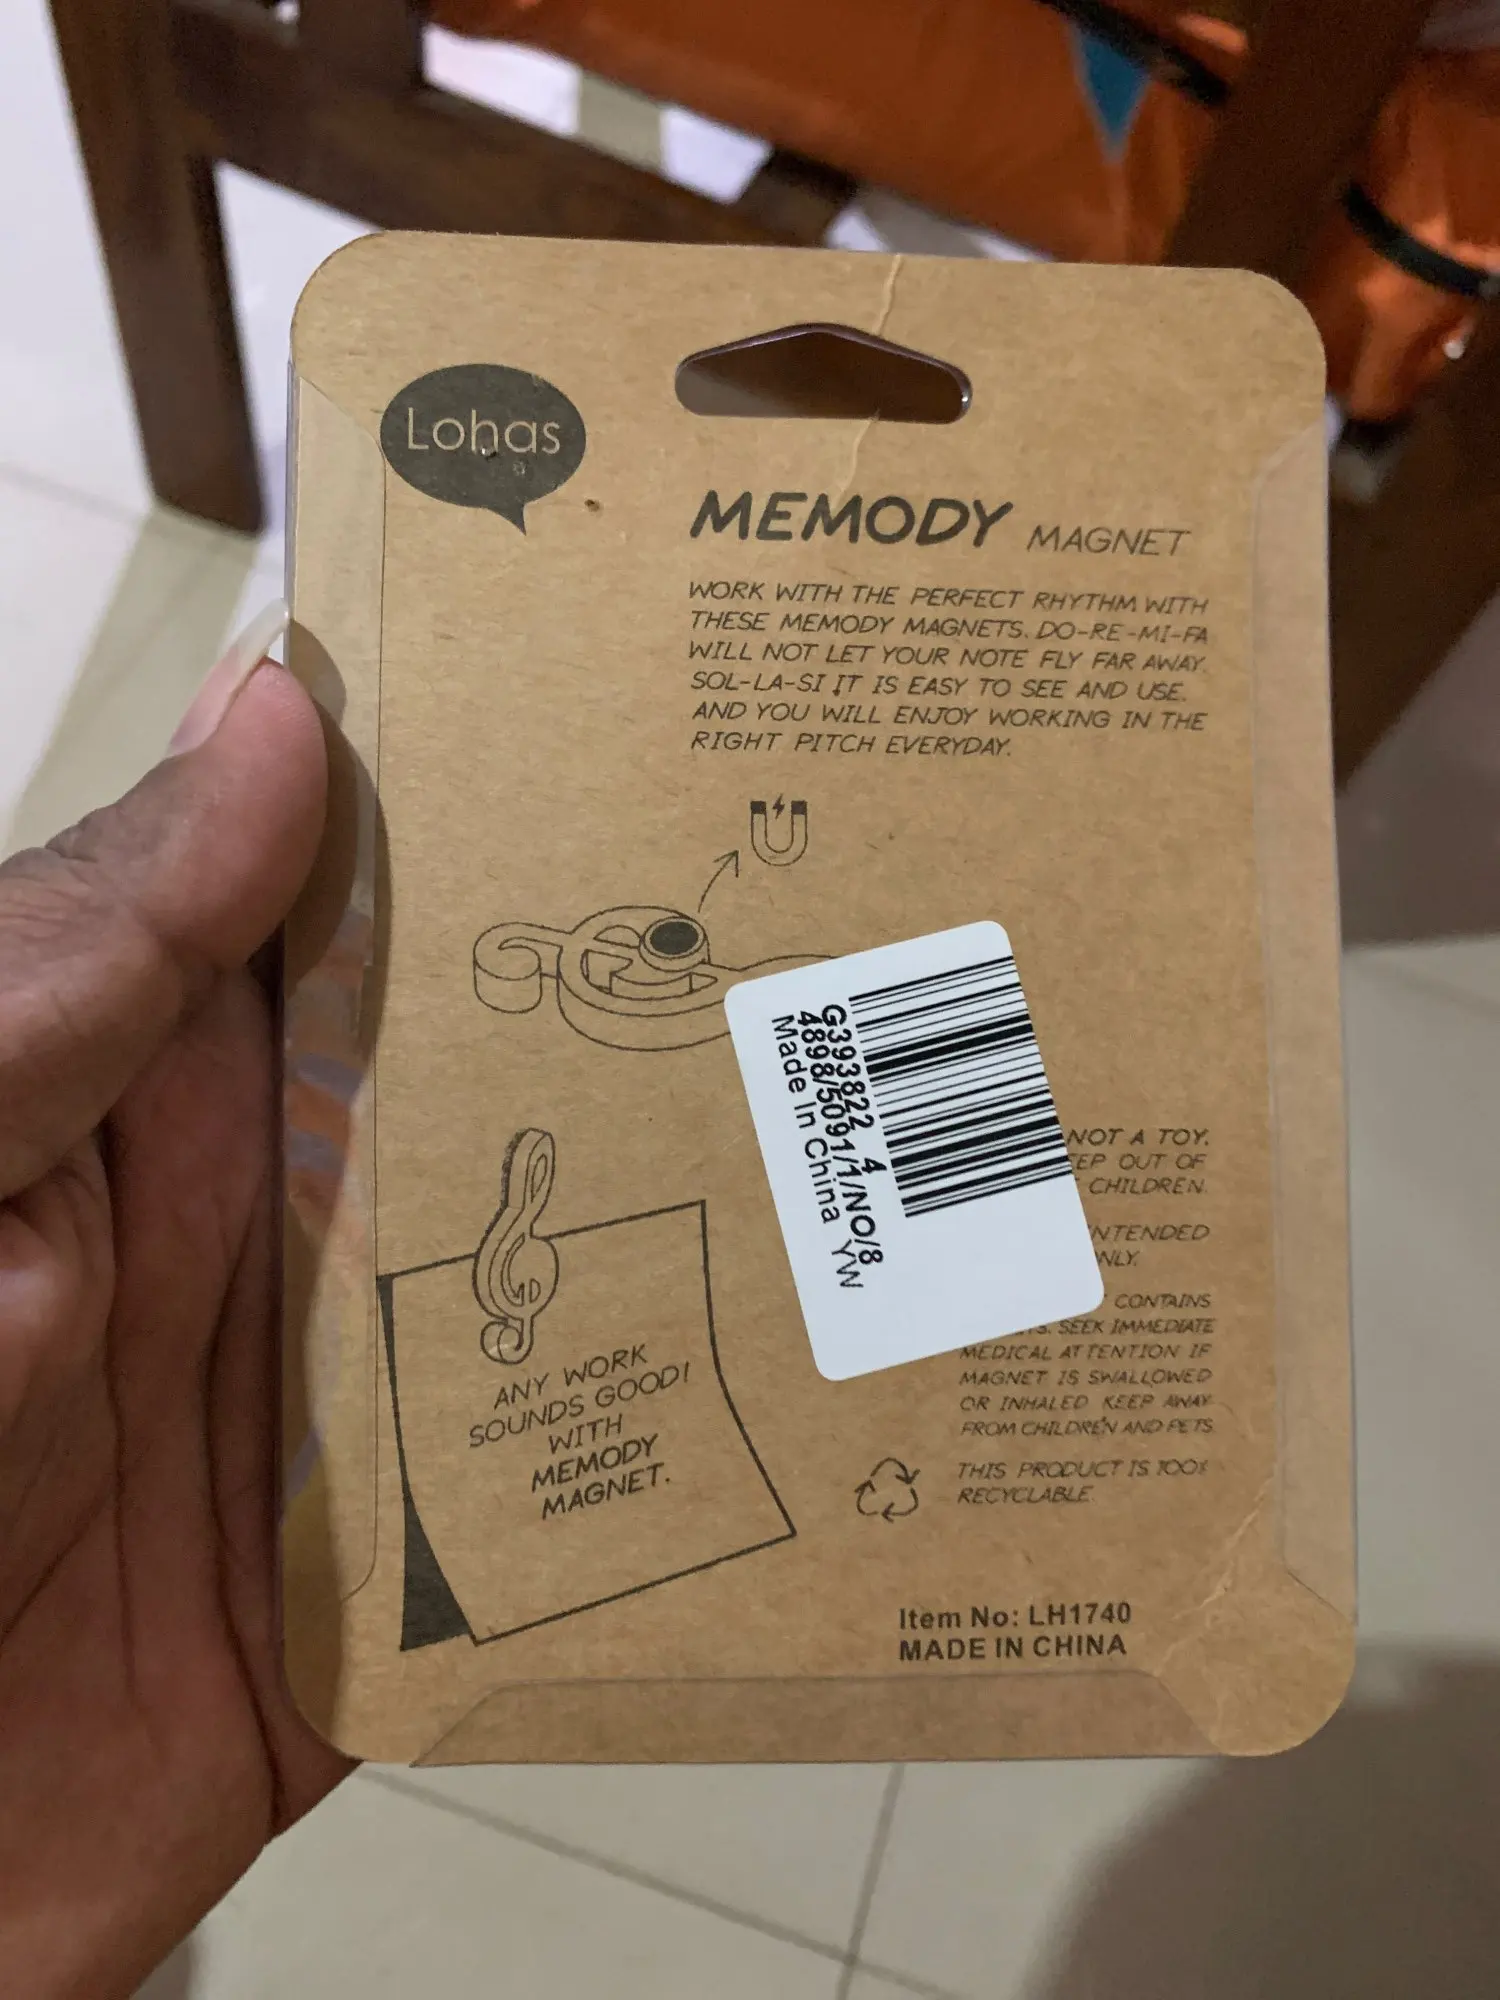 Lohas
MEMODY MAGNET
WORK WITH THE PERFECT RHYTHM WITH
THESE MEMODY MAGNETS. DO-RE-MI-FA
WILL NOT LET YOUR NOTE FLY FAR AWAY.
SOL-LA-SI IT IS EASY TO SEE AND USE.
AND YOU WILL ENJOY WORKING IN THE
RIGHT PITCH EVERYDAY.
G393822 4
4898/5091/1/NO/8
Made In China YW
NOT A TOY.
OUT OF
CHILDREN.
CONTAINS
SEEK IMMEDIATE
MEDICAL ATTENTION IF
MAGNET IS SWALLOWED
OR INHALED KEEP AWAY
FROM CHILDREN AND PETS
THIS PRODUCT IS 100%
RECYCLABLE.
ANY WORK
SOUNDS GOOD!
WITH
MEMODY
MAGNET.
Item No: LH1740
MADE IN CHINA